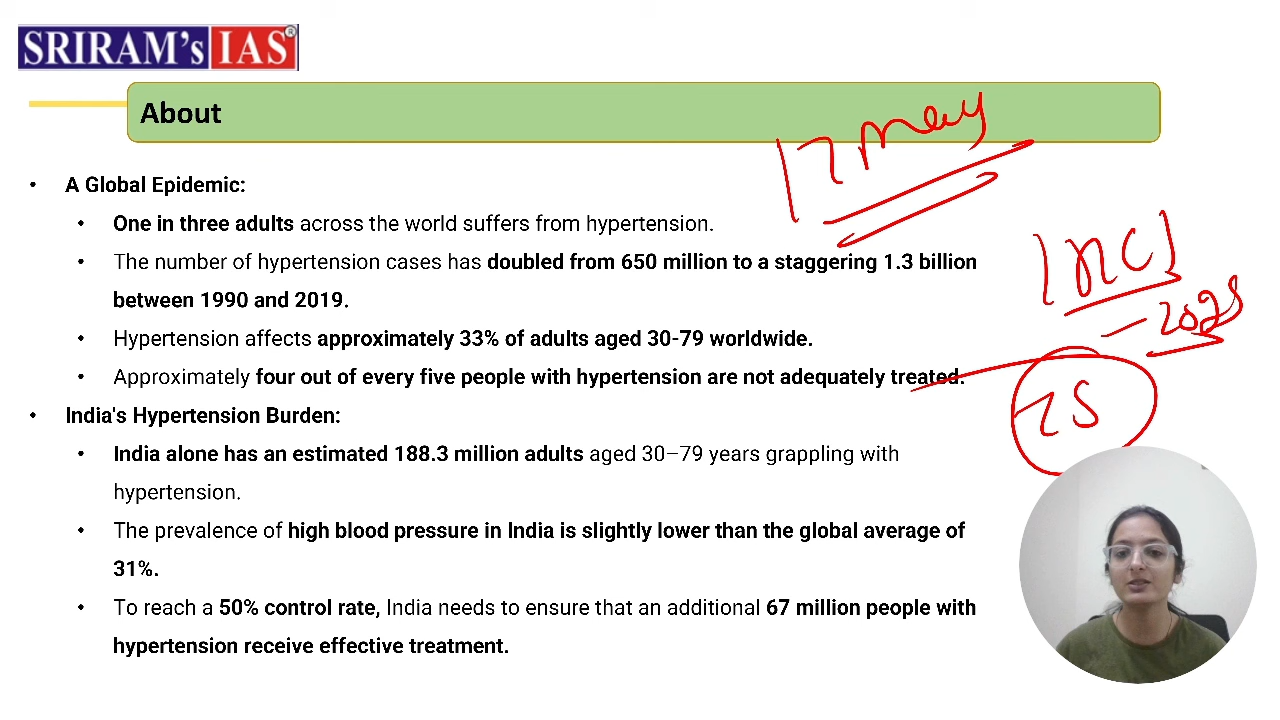 SRIRAM's IAS®
About
17 May
• A Global Epidemic:
• One in three adults across the world suffers from hypertension.
• The number of hypertension cases has doubled from 650 million to a staggering 1.3 billion
between 1990 and 2019.
• Hypertension affects approximately 33% of adults aged 30-79 worldwide.
• Approximately four out of every five people with hypertension are not adequately treated.
• India's Hypertension Burden:
• India alone has an estimated 188.3 million adults aged 30–79 years grappling with
hypertension.
• The prevalence of high blood pressure in India is slightly lower than the global average of
31%.
• To reach a 50% control rate, India needs to ensure that an additional 67 million people with
hypertension receive effective treatment.
2025
25